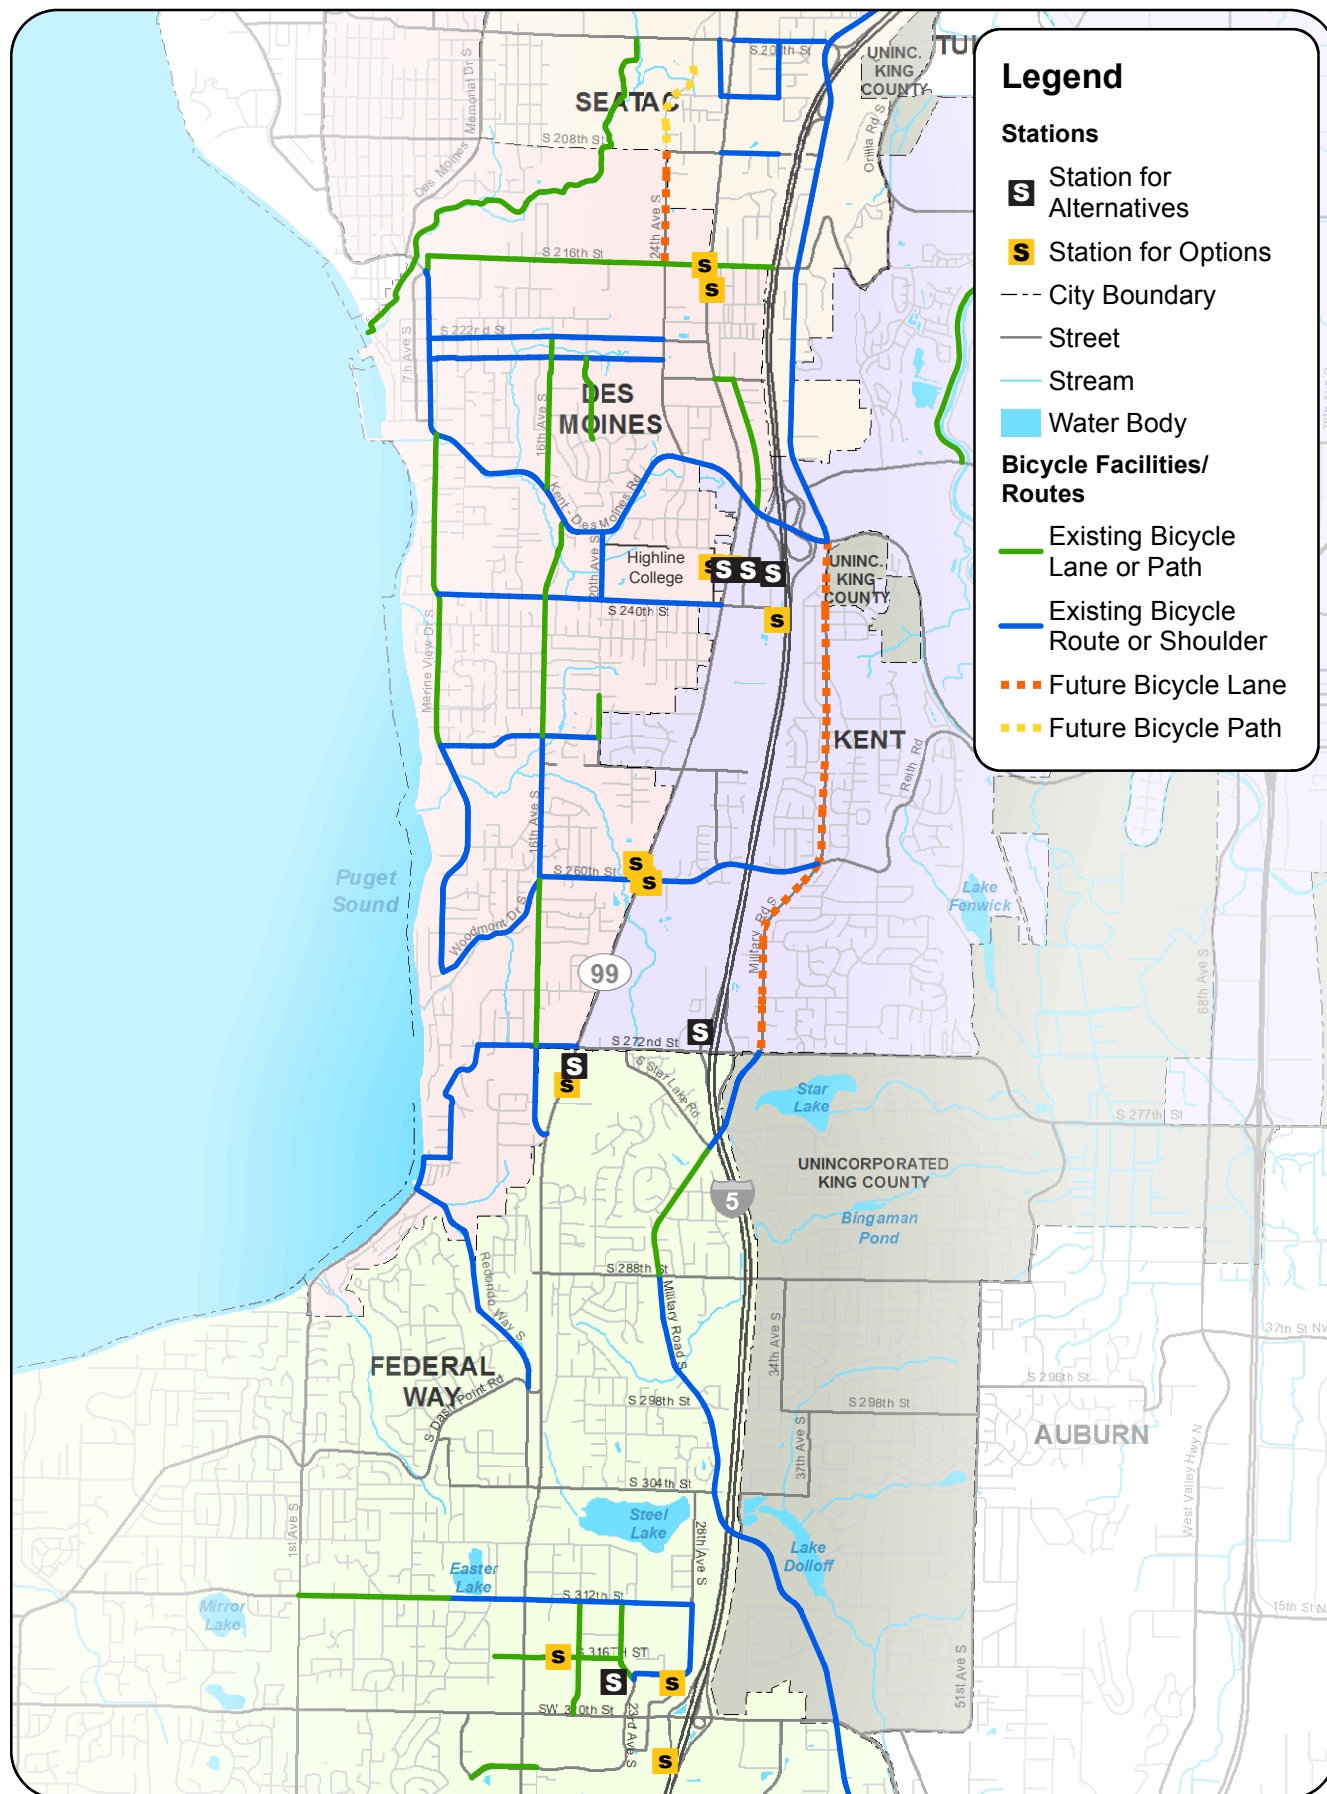 S 200th St
UNINC.
KING
COUNTY
TU
SEATAC
Des Moines Memorial Dr S
S 208th St
Orillia Rd S
24th Ave S
S 216th St
S
S
S 222nd St
7th Ave S
DES
MOINES
16th Ave S
Kent - Des Moines Rd
20th Ave S
Highline
College
S
S
S
S
UNINC.
KING
COUNTY
S 240th St
S
Marine View Dr S
KENT
Reith Rd
16th Ave S
S 260th St
S
S
Puget
Sound
Woodmont Dr S
Lake
Fenwick
Military Rd S
99
68th Ave S
S
S 272nd St
S
S
S Star Lake Rd
Star
Lake
S 277th St
UNINCORPORATED
KING COUNTY
5
Bingaman
Pond
S 288th St
Redondo Way S
Military Road S
34th Ave S
37th St NW
FEDERAL
WAY
S Dash Point Rd
S 296th St
S 298th St
S 298th St
AUBURN
37th Ave S
West Valley Hwy N
S 304th St
1st Ave S
Steel
Lake
28th Ave S
Lake
Dolloff
Easter
Lake
S 312th St
Mirror
Lake
15th St N
S
S 316TH ST
S
S
51st Ave S
SW 320th St
23rd Ave S
S
Legend
Stations
S Station for
Alternatives
S Station for Options
City Boundary
Street
Stream
Water Body
Bicycle Facilities/
Routes
Existing Bicycle
Lane or Path
Existing Bicycle
Route or Shoulder
Future Bicycle Lane
Future Bicycle Path